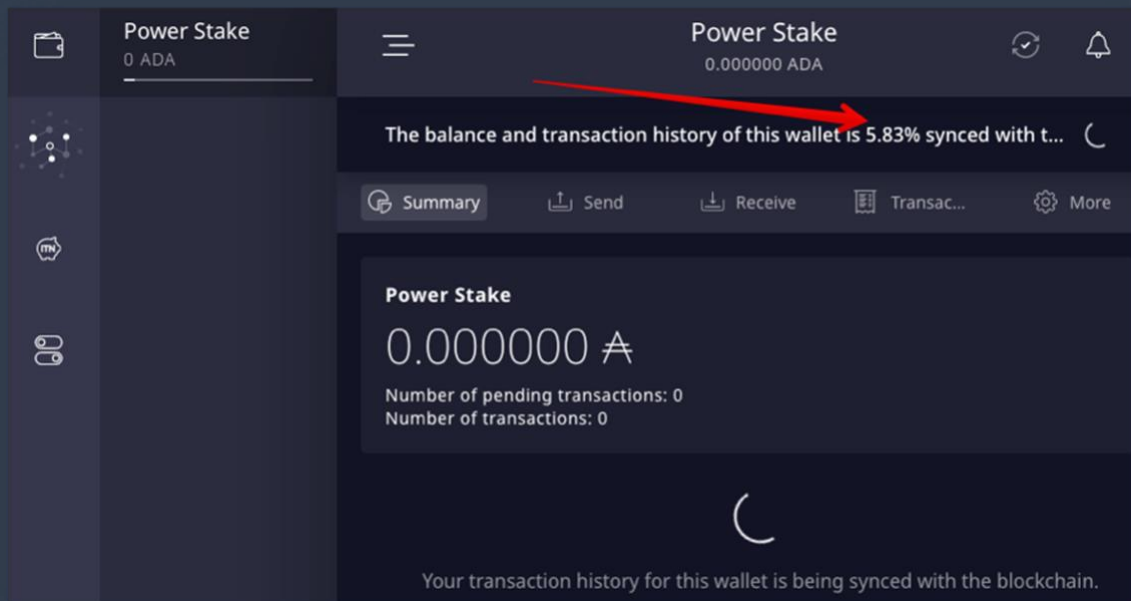 Power Stake
0 ADA
Power Stake
0.000000 ADA
The balance and transaction history of this wallet is 5.83% synced with t...
Summary
Send
Receive
Transac...
More
ITN
Power Stake
0.000000 ₳
Number of pending transactions: 0
Number of transactions: 0
Your transaction history for this wallet is being synced with the blockchain.